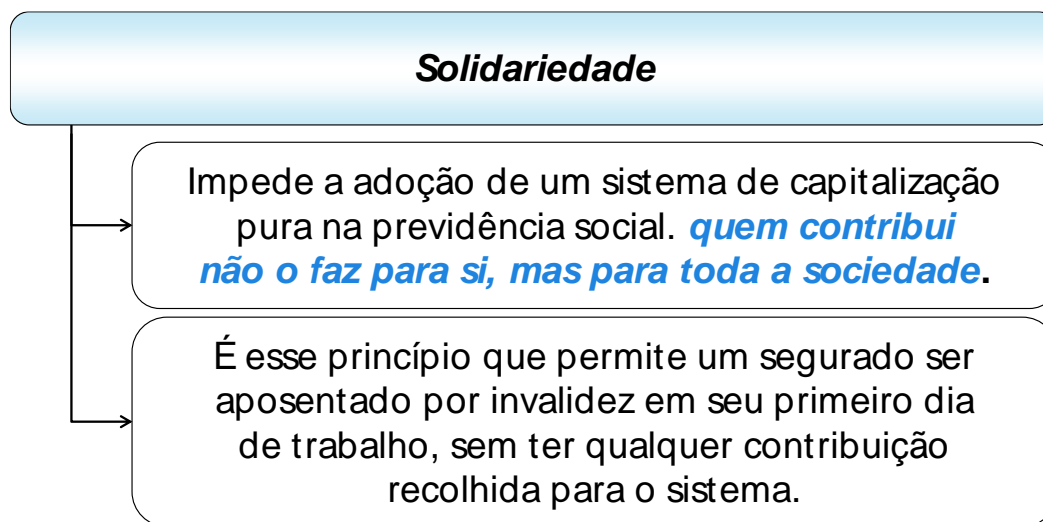 Solidariedade
Impede a adoção de um sistema de capitalização
pura na previdência social. quem contribui
não o faz para si, mas para toda a sociedade.
É esse princípio que permite um segurado ser
aposentado por invalidez em seu primeiro dia
de trabalho, sem ter qualquer contribuição
recolhida para o sistema.